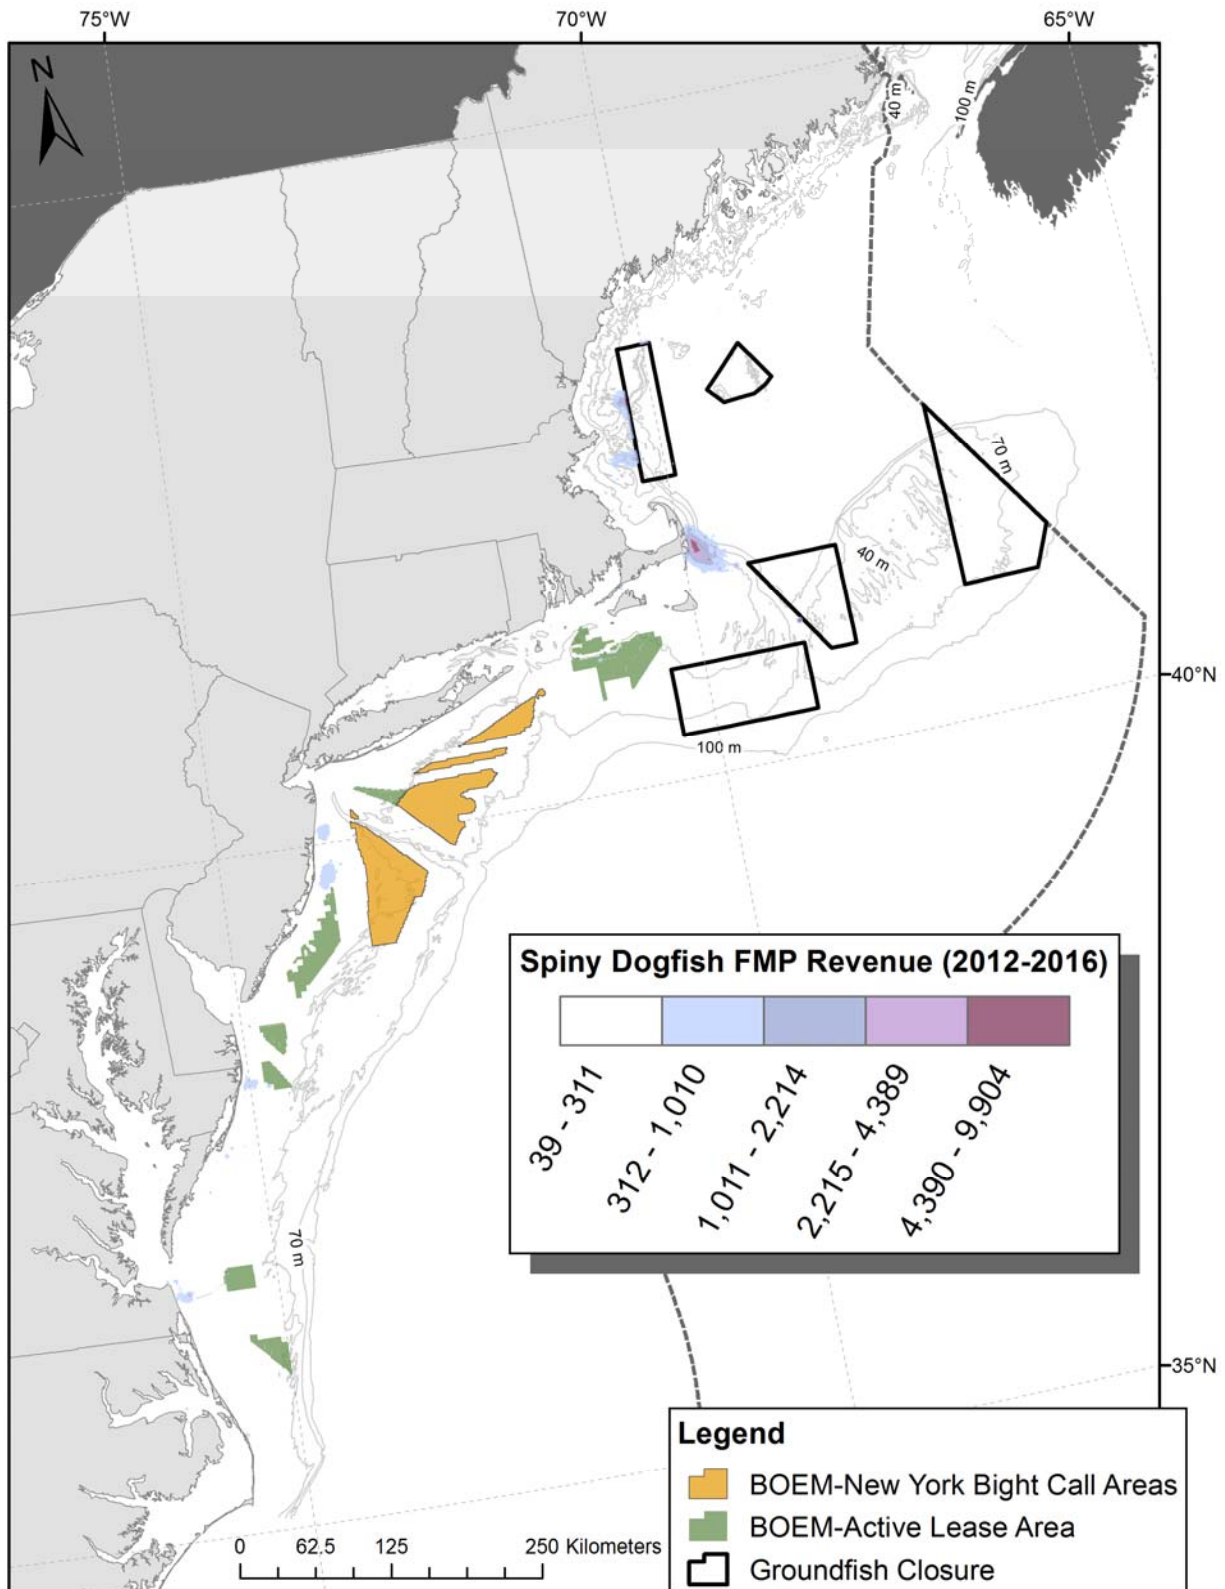 75°W
70°W
65°W
N
40 m
100 m
70 m
40 m
40°N
100 m
Spiny Dogfish FMP Revenue (2012-2016)
39 - 311
312 - 1,010
1,011 - 2,214
2,215 - 4,389
4,390 - 9,904
70 m
35°N
Legend
BOEM-New York Bight Call Areas
BOEM-Active Lease Area
Groundfish Closure
0 62.5 125 250 Kilometers